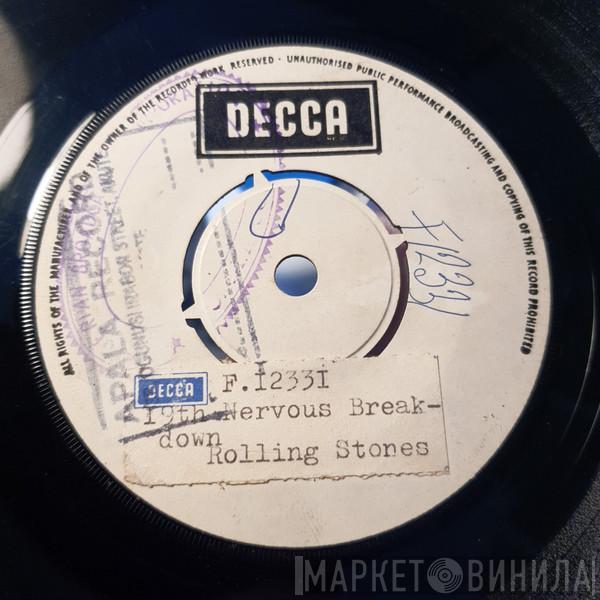 ALL RIGHTS OF THE MANUFACTURER AND OF THE OWNER OF THE RECORDED WORK RESERVED · UNAUTHORISED PUBLIC PERFORMANCE BROADCASTING AND COPYING OF THIS RECORD PROHIBITED
DECCA
APALA
F12331
DECCA F.12331
19th Nervous Break-
down
Rolling Stones
МАРКЕТ ВИНИЛА